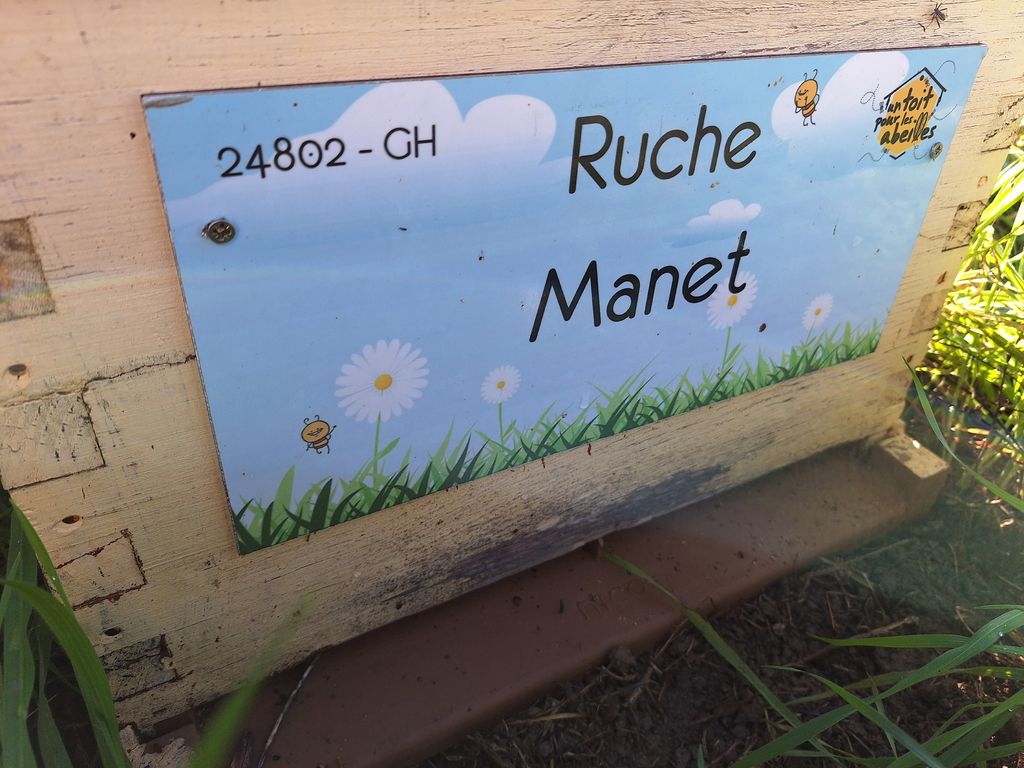 24802 - GH
Ruche
Manet
un toit
pour les
abeilles